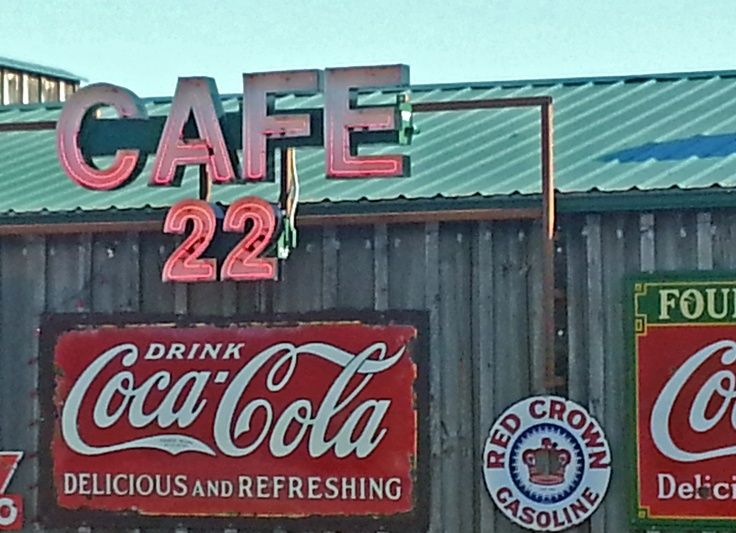 CAFE
22
DRINK
Coca-Cola
DELICIOUS AND REFRESHING
RED CROWN
GASOLINE
FOU
Co
Delici